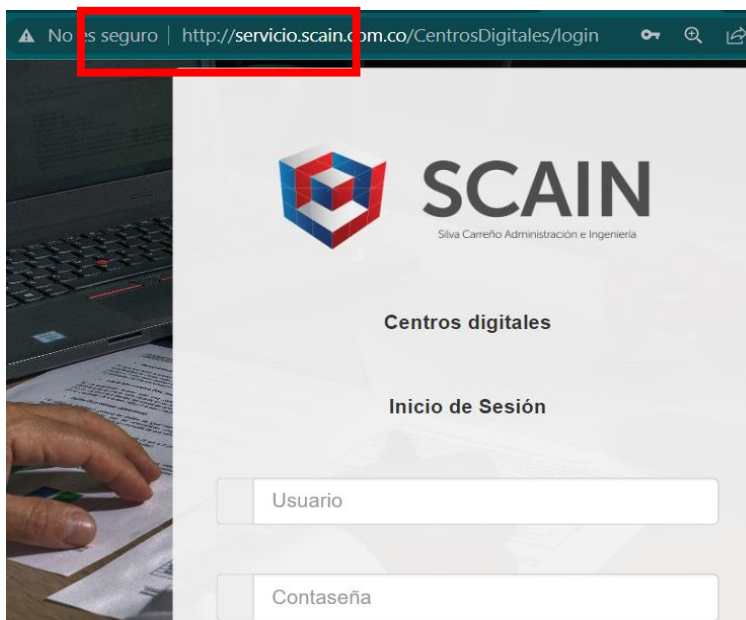 No es seguro | http://servicio.scain.com.co/CentrosDigitales/login
SCAIN
Silva Carreño Administración e Ingeniería
Centros digitales
Inicio de Sesión
Usuario
Contaseña